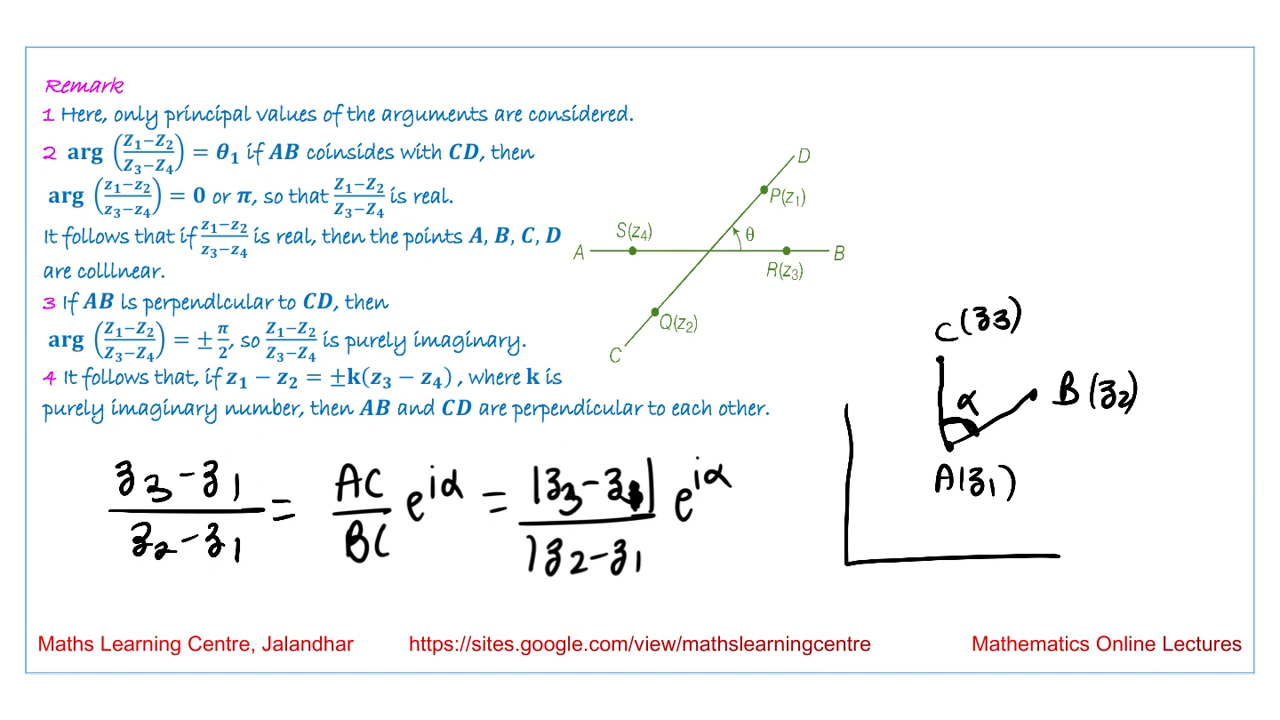 Remark
1 Here, only principal values of the arguments are considered.
2 arg (z₁−z₂/z₃−z₄) = θ₁ if AB coinsides with CD, then
arg (z₁−z₂/z₃−z₄) = 0 or π, so that z₁−z₂/z₃−z₄ is real.
It follows that if z₁−z₂/z₃−z₄ is real, then the points A, B, C, D
are colllnear.
3 If AB ls perpendlcular to CD, then
arg (z₁−z₂/z₃−z₄) = ± π/2, so z₁−z₂/z₃−z₄ is purely imaginary.
4 It follows that, if z₁ − z₂ = ±k(z₃ − z₄) , where k is
purely imaginary number, then AB and CD are perpendicular to each other.
D
P(z₁)
S(z₄)
θ
A
B
R(z₃)
Q(z₂)
C
C(z₃)
α
B(z₂)
A(z₁)
z₃−z₁/z₂−z₁ = AC/BC e^iα = |z₃−z₁|/|z₂−z₁ e^iα
Maths Learning Centre, Jalandhar https://sites.google.com/view/mathslearningcentre Mathematics Online Lectures